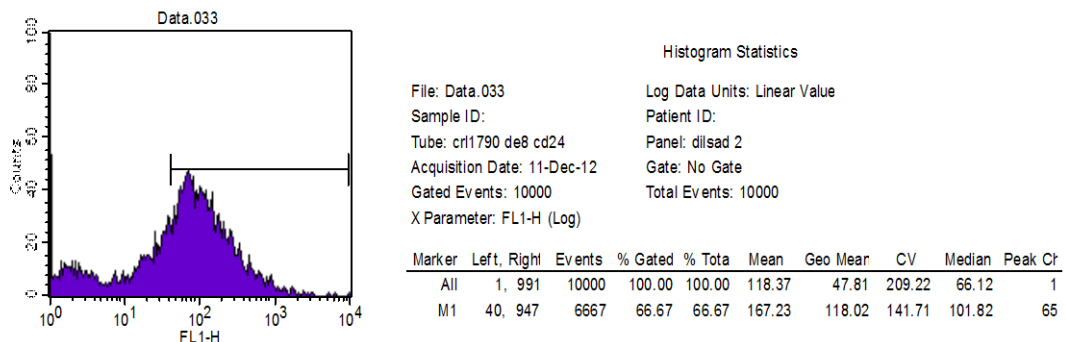 Data.033
100
80
60
40
20
0
Counts
10^0 10^1 10^2 10^3 10^4
FL1-H
Histogram Statistics
File: Data.033 Log Data Units: Linear Value
Sample ID: Patient ID:
Tube: crl1790 de8 cd24 Panel: dilsad 2
Acquisition Date: 11-Dec-12 Gate: No Gate
Gated Events: 10000 Total Events: 10000
X Parameter: FL1-H (Log)
Marker Left, Right Events % Gated % Tota Mean Geo Mear CV Median Peak Ch
All 1, 991 10000 100.00 100.00 118.37 47.81 209.22 66.12 1
M1 40, 947 6667 66.67 66.67 167.23 118.02 141.71 101.82 65